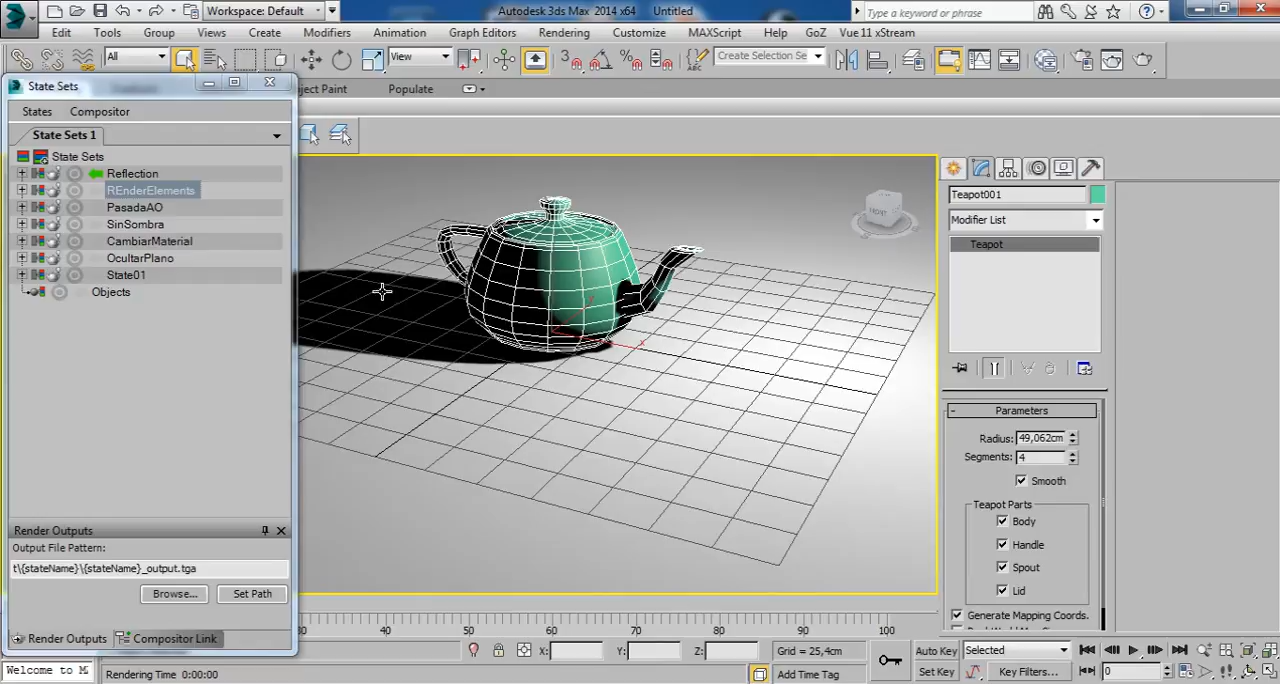 Workspace: Default
Autodesk 3ds Max 2014 x64
Untitled
Type a keyword or phrase
Edit
Tools
Group
Views
Create
Modifiers
Animation
Graph Editors
Rendering
Customize
MAXScript
Help
GoZ
Vue 11 xStream
All
View
Create Selection Se
State Sets
ject Paint
Populate
States
Compositor
State Sets 1
State Sets
Reflection
REnderElements
PasadaAO
SinSombra
CambiarMaterial
OcultarPlano
State01
Objects
Teapot001
Modifier List
Teapot
Parameters
Radius: 49,062cm
Segments: 4
Smooth
Teapot Parts
Body
Handle
Spout
Lid
Generate Mapping Coords.
x
Render Outputs
Output File Pattern:
t\{stateName}\{stateName}_output.tga
Browse...
Set Path
Render Outputs
Compositor Link
30
40
50
60
70
80
90
100
X:
Y:
Z:
Grid = 25,4cm
Auto Key
Selected
Welcome to M
Rendering Time 0:00:00
Add Time Tag
Set Key
Key Filters...
0